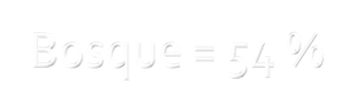 Bosque = 54 %